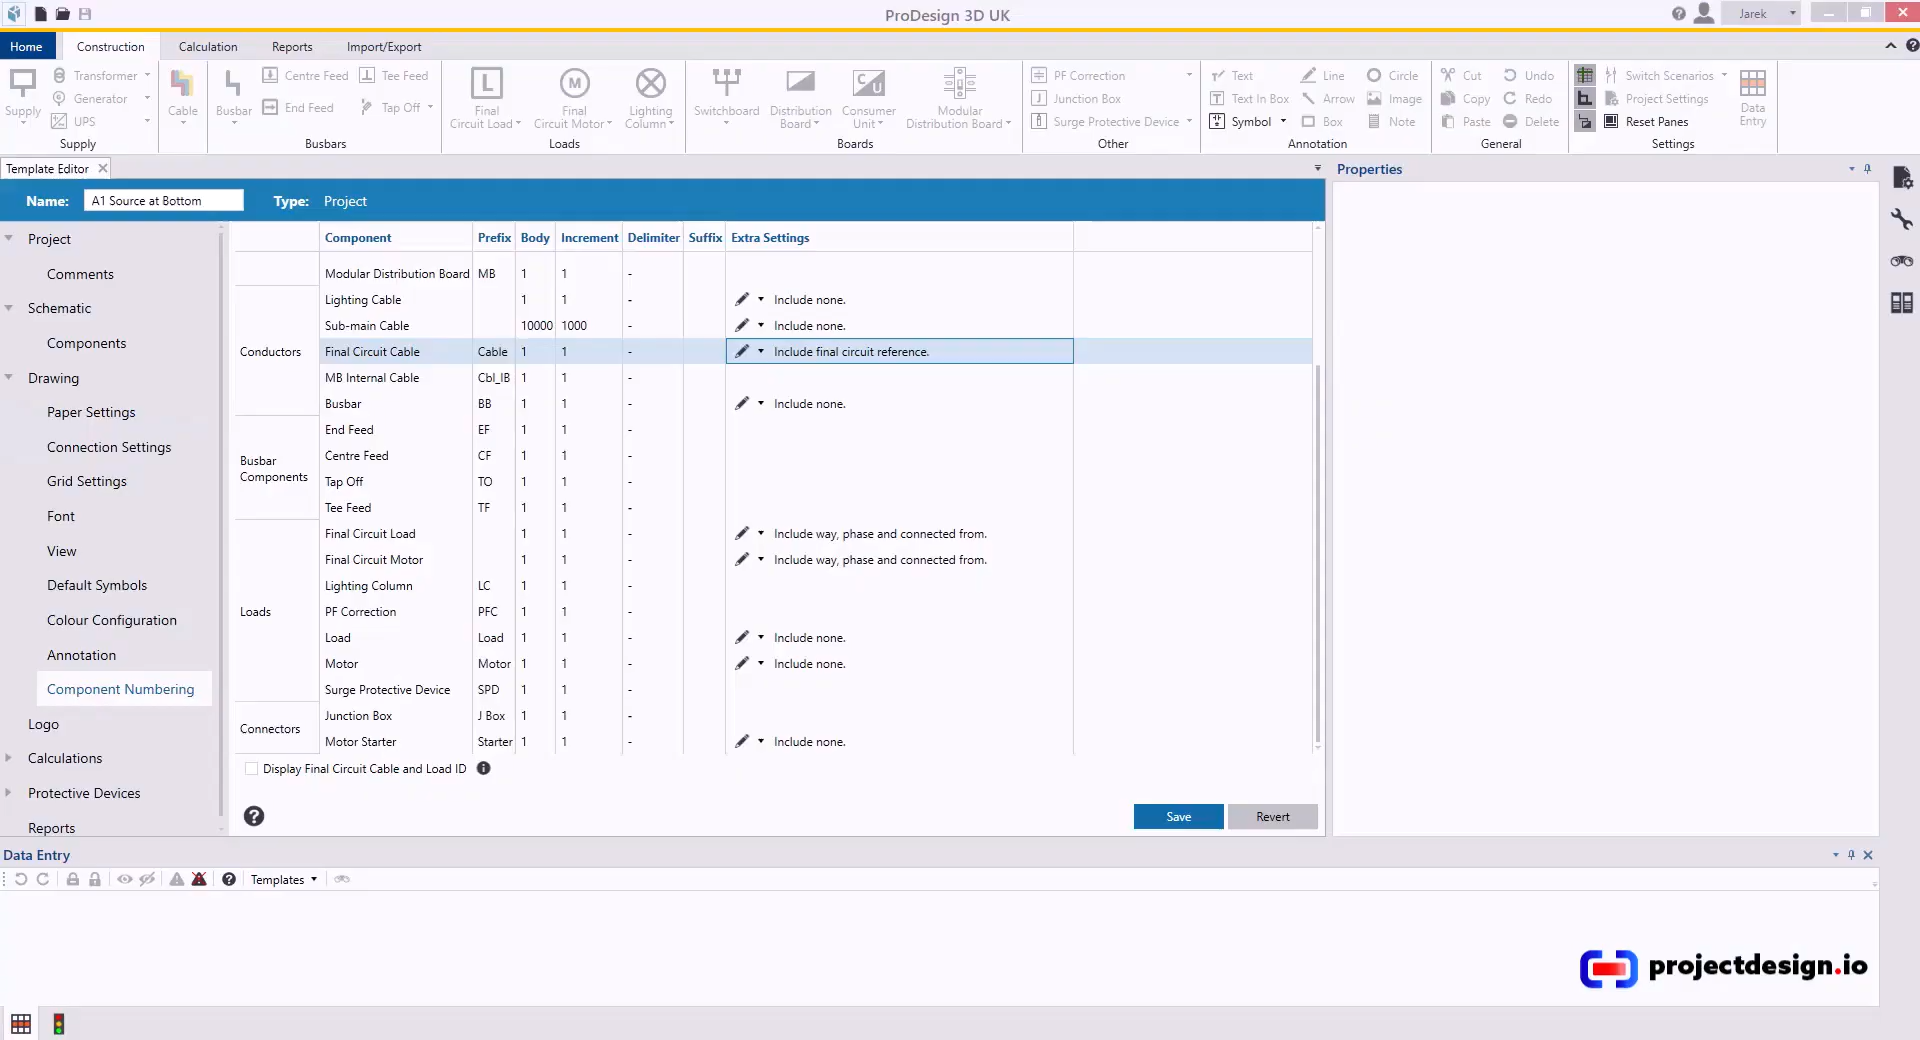 ProDesign 3D UK
Jarek
Home Construction Calculation Reports Import/Export
Supply Transformer Generator UPS Supply
Cable
Busbar Centre Feed Tee Feed End Feed Tap Off Busbars
Final Circuit Load Final Circuit Motor Lighting Column Loads
Switchboard Distribution Board Consumer Unit Modular Distribution Board Boards
PF Correction Junction Box Surge Protective Device Other
Text Line Circle Text In Box Arrow Image Symbol Box Note Annotation
Cut Undo Copy Redo Paste Delete General
Switch Scenarios Project Settings Reset Panes Data Entry Settings
Template Editor
Properties
Name: A1 Source at Bottom Type: Project
Project
Comments
Schematic
Components
Drawing
Paper Settings
Connection Settings
Grid Settings
Font
View
Default Symbols
Colour Configuration
Annotation
Component Numbering
Logo
Calculations
Protective Devices
Reports
Component Prefix Body Increment Delimiter Suffix Extra Settings
Modular Distribution Board MB 1 1 -
Conductors
Lighting Cable 1 1 - Include none.
Sub-main Cable 10000 1000 - Include none.
Final Circuit Cable Cable 1 1 - Include final circuit reference.
MB Internal Cable Cbl_IB 1 1 -
Busbar BB 1 1 - Include none.
Busbar Components
End Feed EF 1 1 -
Centre Feed CF 1 1 -
Tap Off TO 1 1 -
Tee Feed TF 1 1 -
Loads
Final Circuit Load 1 1 - Include way, phase and connected from.
Final Circuit Motor 1 1 - Include way, phase and connected from.
Lighting Column LC 1 1 -
PF Correction PFC 1 1 -
Load Load 1 1 - Include none.
Motor Motor 1 1 - Include none.
Surge Protective Device SPD 1 1 -
Connectors
Junction Box J Box 1 1 -
Motor Starter Starter 1 1 - Include none.
Display Final Circuit Cable and Load ID
Save Revert
Data Entry
Templates
projectdesign.io